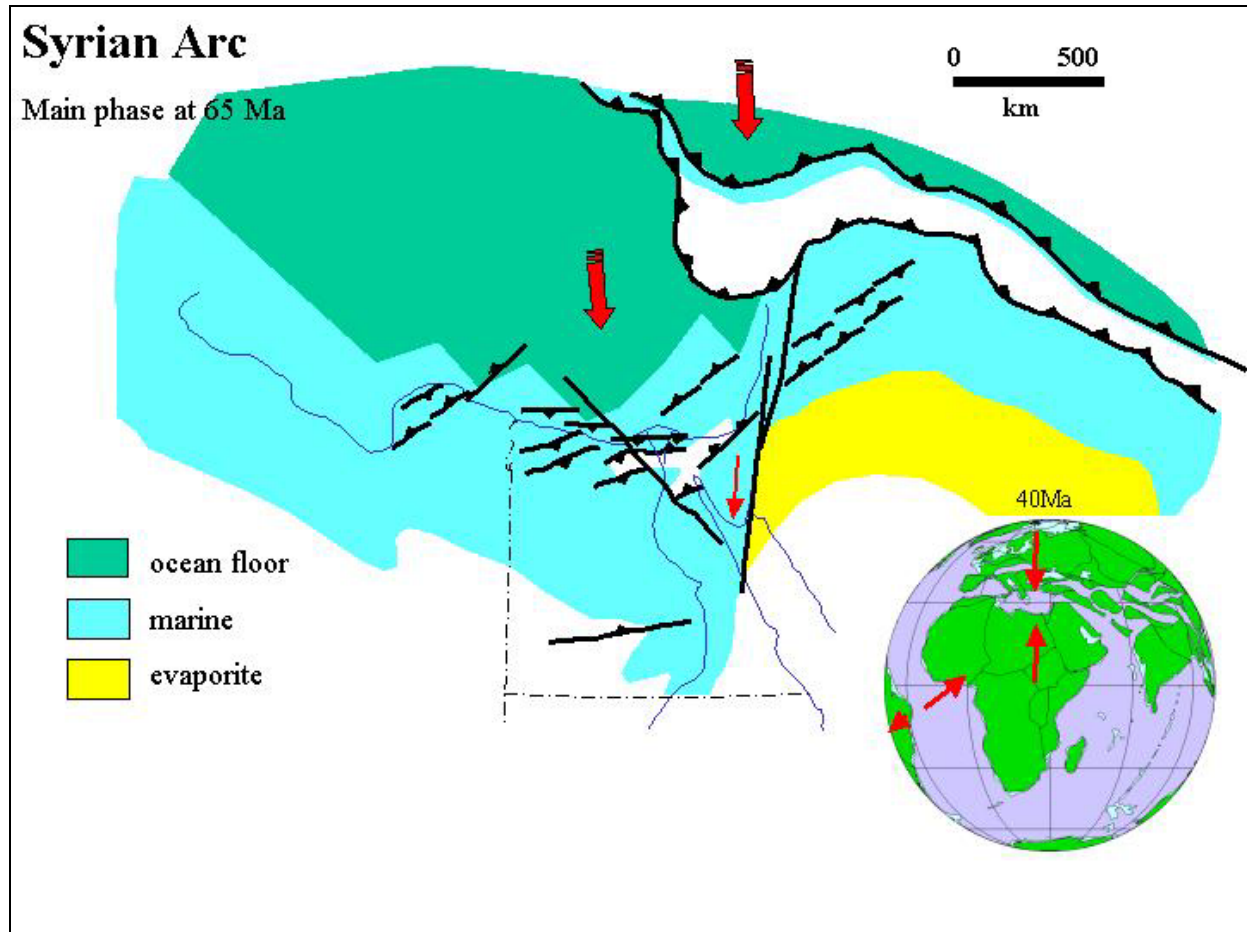 Syrian Arc
Main phase at 65 Ma
0 500
km
ocean floor
marine
evaporite
40Ma